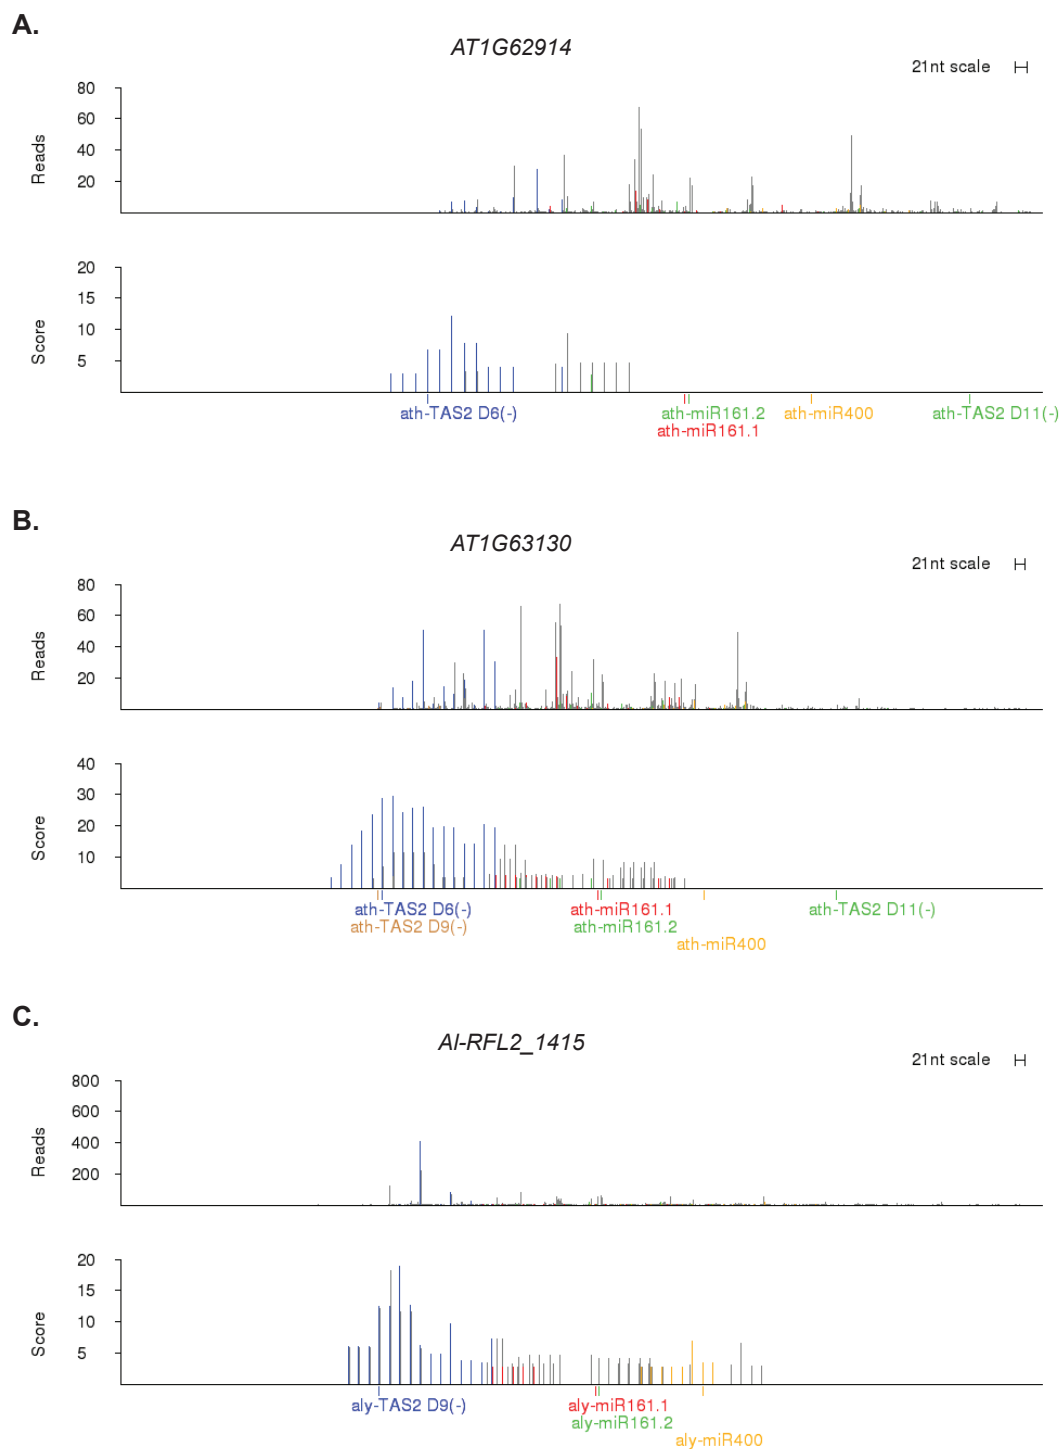 A.
AT1G62914
21nt scale
80
60
40
20
Reads
20
15
10
5
Score
ath-TAS2 D6(-)
ath-miR161.2
ath-miR400
ath-TAS2 D11(-)
ath-miR161.1
B.
AT1G63130
21nt scale
80
60
40
20
Reads
40
30
20
10
Score
ath-TAS2 D6(-)
ath-miR161.1
ath-TAS2 D11(-)
ath-TAS2 D9(-)
ath-miR161.2
ath-miR400
C.
Al-RFL2_1415
21nt scale
800
600
400
200
Reads
20
15
10
5
Score
aly-TAS2 D9(-)
aly-miR161.1
aly-miR161.2
aly-miR400